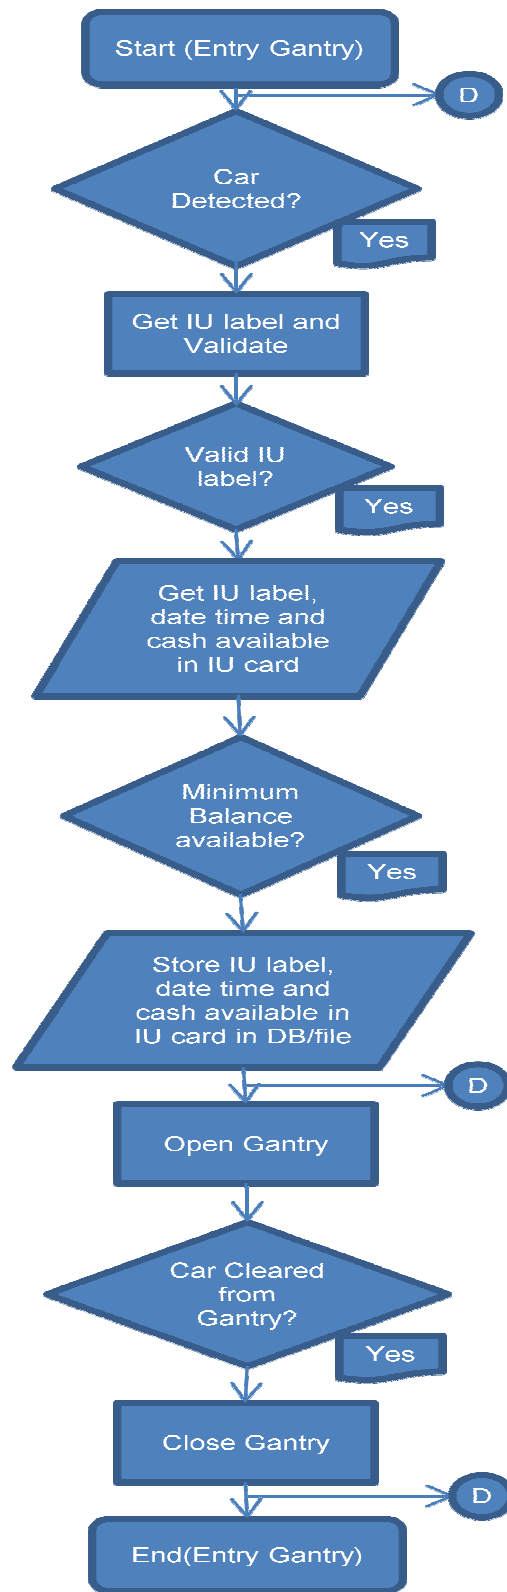 Start (Entry Gantry)
D
Car
Detected?
Yes
Get IU label and
Validate
Valid IU
label?
Yes
Get IU label,
date time and
cash available
in IU card
Minimum
Balance
available?
Yes
Store IU label,
date time and
cash available in
IU card in DB/file
D
Open Gantry
Car Cleared
from
Gantry?
Yes
Close Gantry
D
End(Entry Gantry)